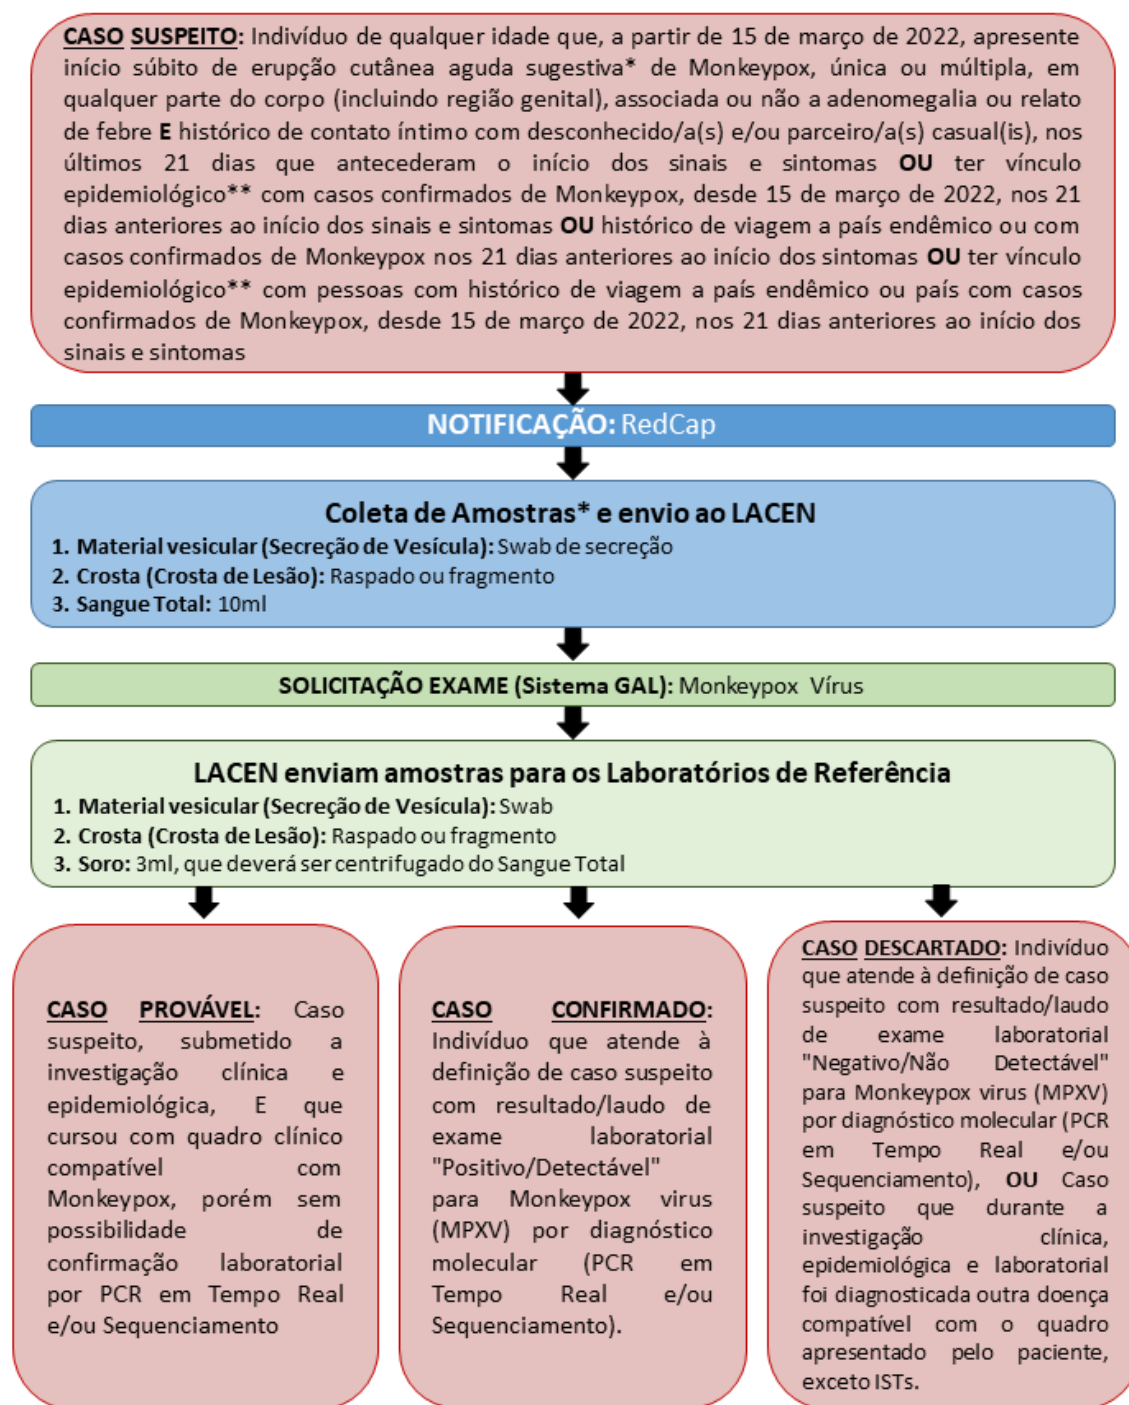 CASO SUSPEITO: Indivíduo de qualquer idade que, a partir de 15 de março de 2022, apresente
início súbito de erupção cutânea aguda sugestiva* de Monkeypox, única ou múltipla, em
qualquer parte do corpo (incluindo região genital), associada ou não a adenomegalia ou relato
de febre E histórico de contato íntimo com desconhecido/a(s) e/ou parceiro/a(s) casual(is), nos
últimos 21 dias que antecederam o início dos sinais e sintomas OU ter vínculo
epidemiológico** com casos confirmados de Monkeypox, desde 15 de março de 2022, nos 21
dias anteriores ao início dos sinais e sintomas OU histórico de viagem a país endêmico ou com
casos confirmados de Monkeypox nos 21 dias anteriores ao início dos sintomas OU ter vínculo
epidemiológico** com pessoas com histórico de viagem a país endêmico ou país com casos
confirmados de Monkeypox, desde 15 de março de 2022, nos 21 dias anteriores ao início dos
sinais e sintomas
NOTIFICAÇÃO: RedCap
Coleta de Amostras* e envio ao LACEN
1. Material vesicular (Secreção de Vesícula): Swab de secreção
2. Crosta (Crosta de Lesão): Raspado ou fragmento
3. Sangue Total: 10ml
SOLICITAÇÃO EXAME (Sistema GAL): Monkeypox Vírus
LACEN enviam amostras para os Laboratórios de Referência
1. Material vesicular (Secreção de Vesícula): Swab
2. Crosta (Crosta de Lesão): Raspado ou fragmento
3. Soro: 3ml, que deverá ser centrifugado do Sangue Total
CASO PROVÁVEL: Caso
suspeito, submetido a
investigação clínica e
epidemiológica, E que
cursou com quadro clínico
compatível com
Monkeypox, porém sem
possibilidade de
confirmação laboratorial
por PCR em Tempo Real
e/ou Sequenciamento
CASO CONFIRMADO:
Indivíduo que atende à
definição de caso suspeito
com resultado/laudo de
exame laboratorial
"Positivo/Detectável"
para Monkeypox virus
(MPXV) por diagnóstico
molecular (PCR em
Tempo Real e/ou
Sequenciamento).
CASO DESCARTADO: Indivíduo
que atende à definição de caso
suspeito com resultado/laudo
de exame laboratorial
"Negativo/Não Detectável"
para Monkeypox virus (MPXV)
por diagnóstico molecular (PCR
em Tempo Real e/ou
Sequenciamento), OU Caso
suspeito que durante a
investigação clínica,
epidemiológica e laboratorial
foi diagnosticada outra doença
compatível com o quadro
apresentado pelo paciente,
exceto ISTs.